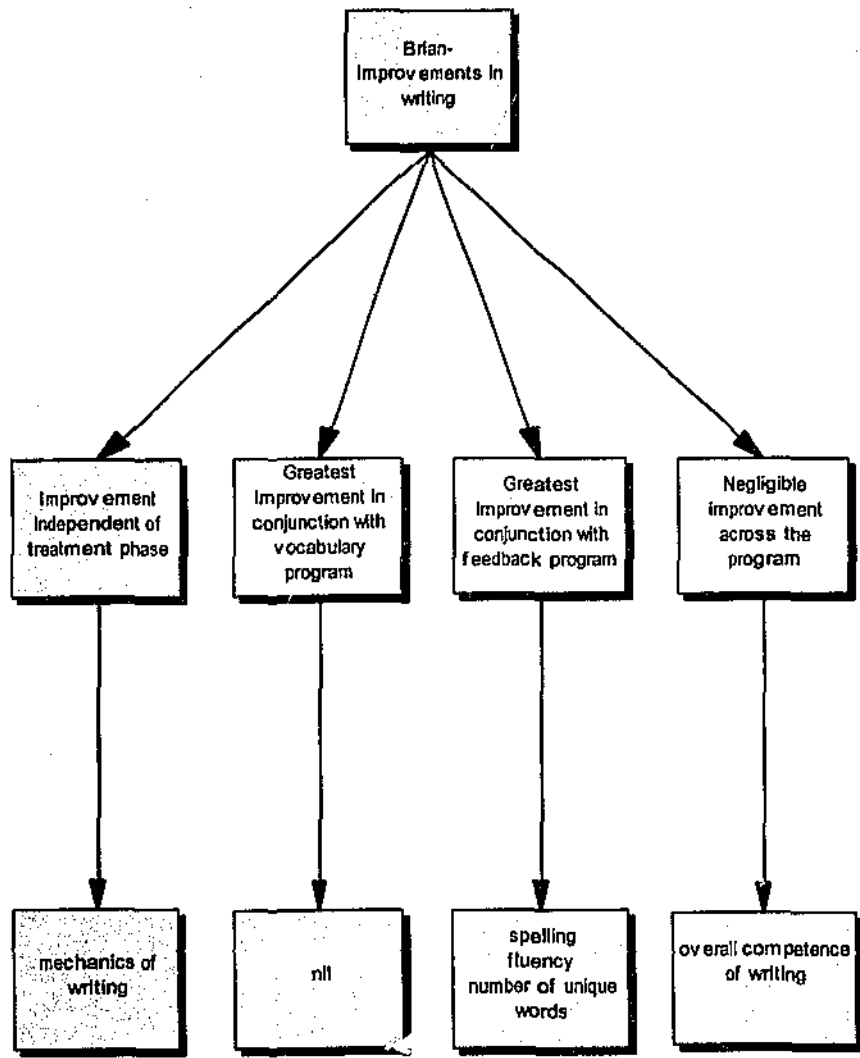 Brian-
Improvements in
writing
Improvement
Independent of
treatment phase
Greatest
Improvement in
conjunction with
vocabulary
program
Greatest
Improvement in
conjunction with
feedback program
Negligible
improvement
across the
program
mechanics of
writing
nil
spelling
fluency
number of unique
words
overall competence
of writing